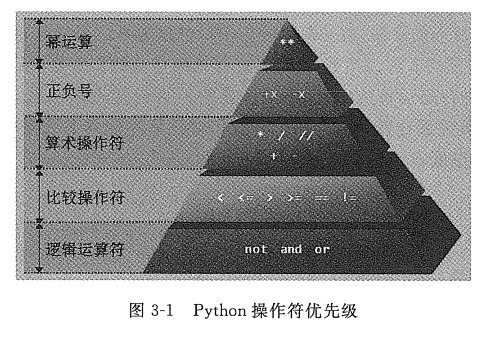 幂运算 **
正负号 +x -x
算术操作符 * / //
+ -
比较操作符 < <= > >= == !=
逻辑运算符 not and or
图 3-1 Python 操作符优先级